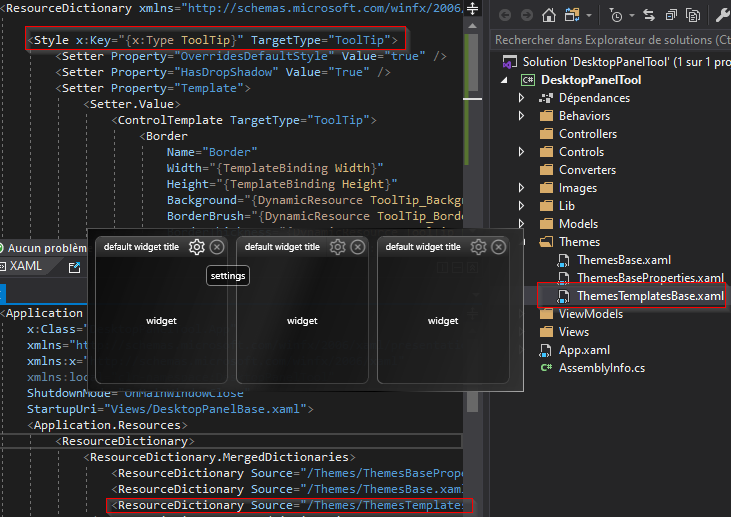 <ResourceDictionary xmlns="http://schemas.microsoft.com/winfx/2006
<Style x:Key="{x:Type ToolTip}" TargetType="ToolTip">
<Setter Property="OverridesDefaultStyle" Value="true" />
<Setter Property="HasDropShadow" Value="True" />
<Setter Property="Template">
<Setter.Value>
<ControlTemplate TargetType="ToolTip">
<Border
Name="Border"
Width="{TemplateBinding Width}"
Height="{TemplateBinding Height}"
Background="{DynamicResource ToolTip_Backg
BorderBrush="{DynamicResource ToolTip_Borde
Aucun problèm
XAML
default widget title
default widget title
default widget title
settings
widget
widget
widget
<Application
x:Class="
xmlns="ht
xmlns:x="
xmlns:loc
ShutdownMode="OnMainWindowClose"
StartupUri="Views/DesktopPanelBase.xaml">
<Application.Resources>
<ResourceDictionary>
<ResourceDictionary.MergedDictionaries>
<ResourceDictionary Source="/Themes/ThemesBasePrope
<ResourceDictionary Source="/Themes/ThemesBase.xaml
<ResourceDictionary Source="/Themes/ThemesTemplates
Rechercher dans Explorateur de solutions (Ct
Solution 'DesktopPanelTool' (1 sur 1 pro
C# DesktopPanelTool
Dépendances
Behaviors
Controllers
Controls
Converters
Images
Lib
Models
Themes
ThemesBase.xaml
ThemesBaseProperties.xaml
ThemesTemplatesBase.xaml
ViewModels
Views
App.xaml
C# AssemblyInfo.cs